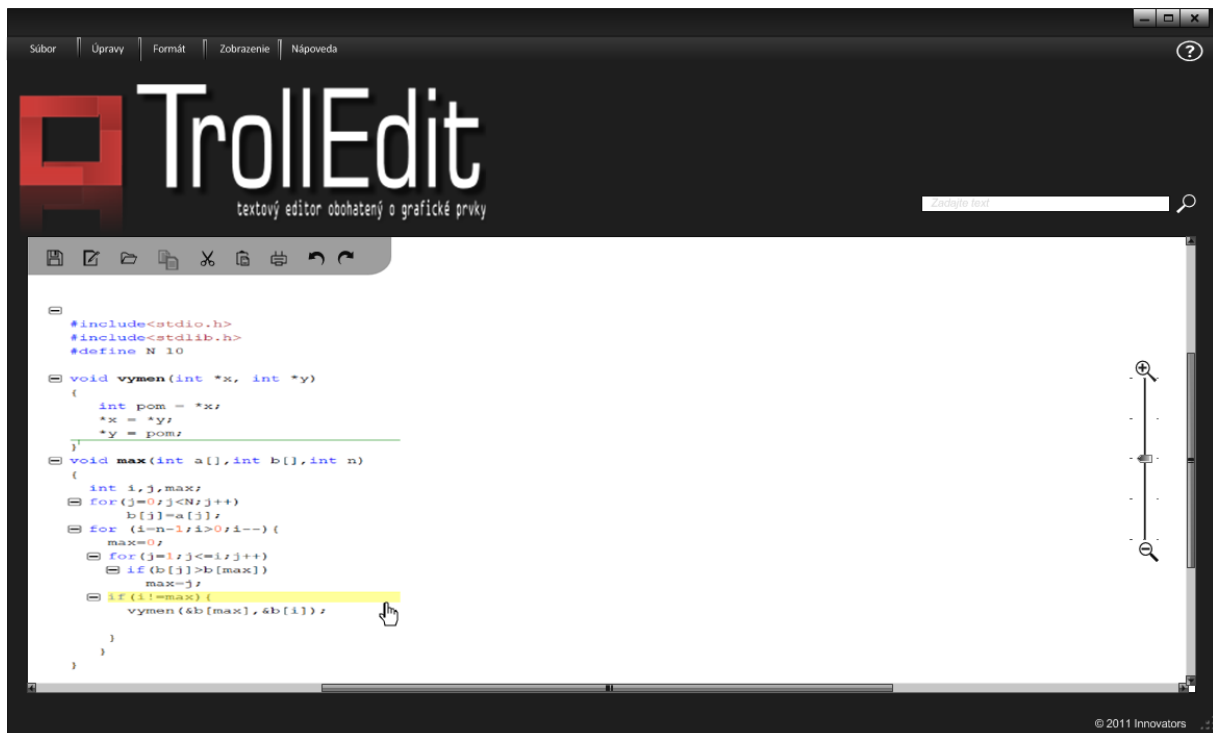 Súbor Úpravy Formát Zobrazenie Nápoveda
TrollEdit
textový editor obohatený o grafické prvky
Zadajte text
#include<stdio.h>
#include<stdlib.h>
#define N 10
void vymen(int *x, int *y)
{
int pom = *x;
*x = *y;
*y = pom;
}
void max(int a[],int b[],int n)
{
int i,j,max;
for(j=0;j<N;j++)
b[j]=a[j];
for (i=n-1;i>0;i--){
max=0;
for(j=1;j<=i;j++)
if(b[j]>b[max])
max=j;
if(i!=max){
vymen(&b[max],&b[i]);
}
}
}
© 2011 Innovators